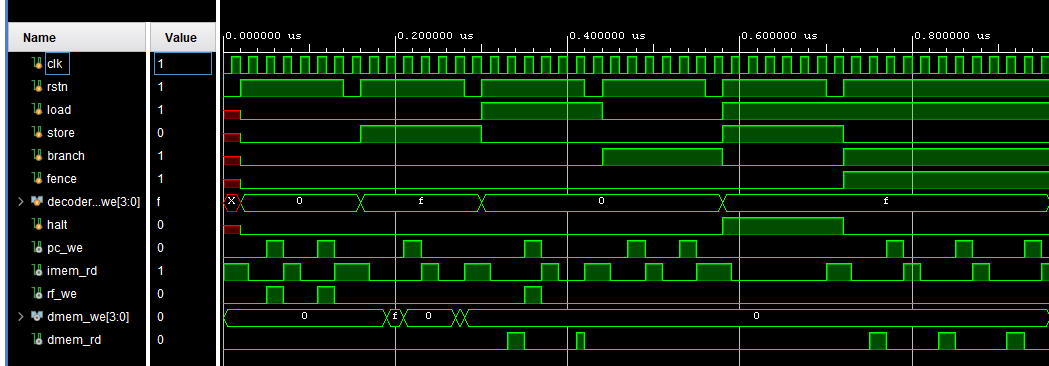 Name Value
0.000000 us 0.200000 us 0.400000 us 0.600000 us 0.800000 us
clk 1
rstn 1
load 1
store 0
branch 1
fence 1
decoder...we[3:0] f X 0 f 0 f
halt 0
pc_we 0
imem_rd 1
rf_we 0
dmem_we[3:0] 0 0 f 0 0
dmem_rd 0